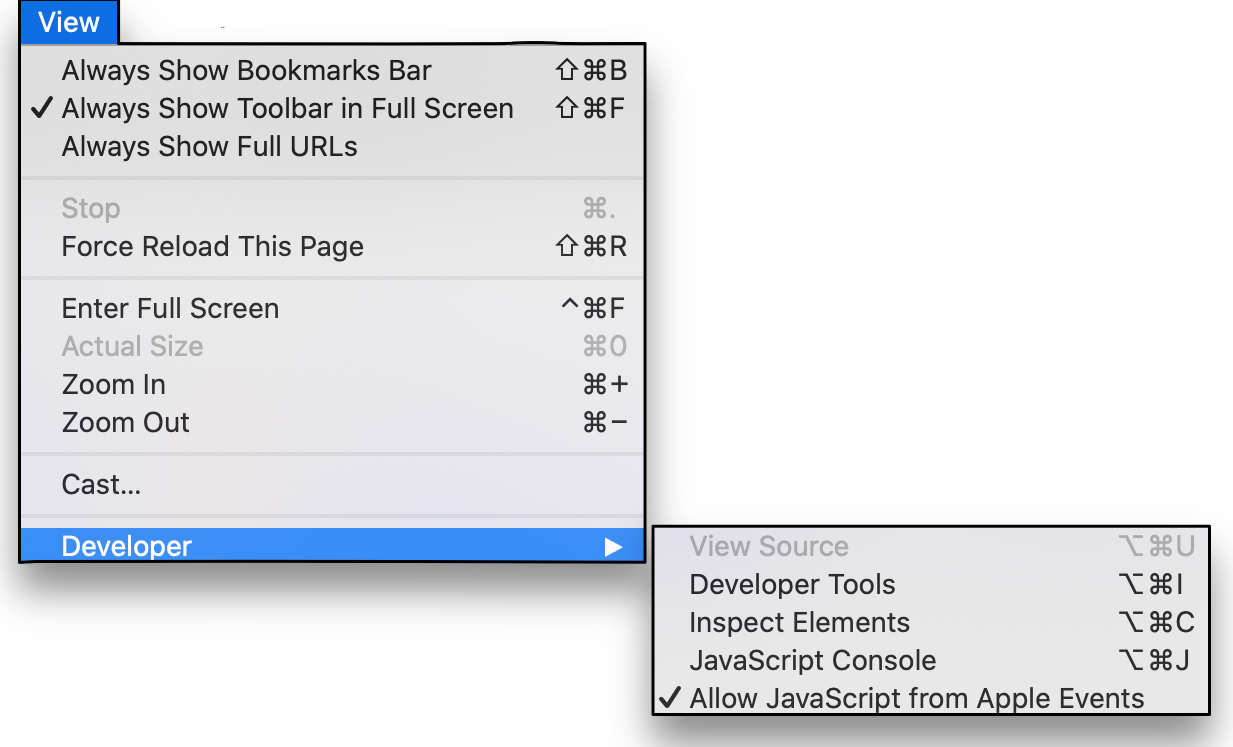 View
Always Show Bookmarks Bar ⇧⌘B
✓ Always Show Toolbar in Full Screen ⇧⌘F
Always Show Full URLs
Stop ⌘.
Force Reload This Page ⇧⌘R
Enter Full Screen ^⌘F
Actual Size ⌘0
Zoom In ⌘+
Zoom Out ⌘−
Cast...
Developer ▶
View Source ⌥⌘U
Developer Tools ⌥⌘I
Inspect Elements ⌥⌘C
JavaScript Console ⌥⌘J
✓ Allow JavaScript from Apple Events